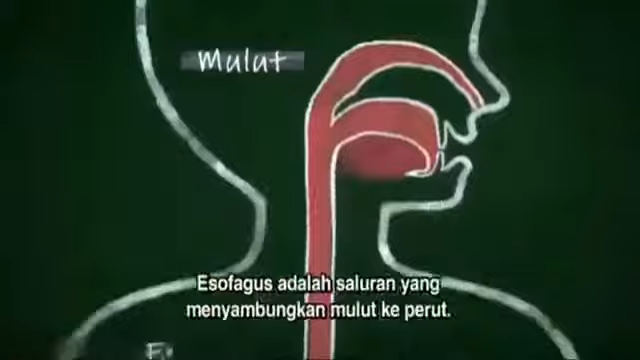 Mulut
Esofagus adalah saluran yang
menyambungkan mulut ke perut.